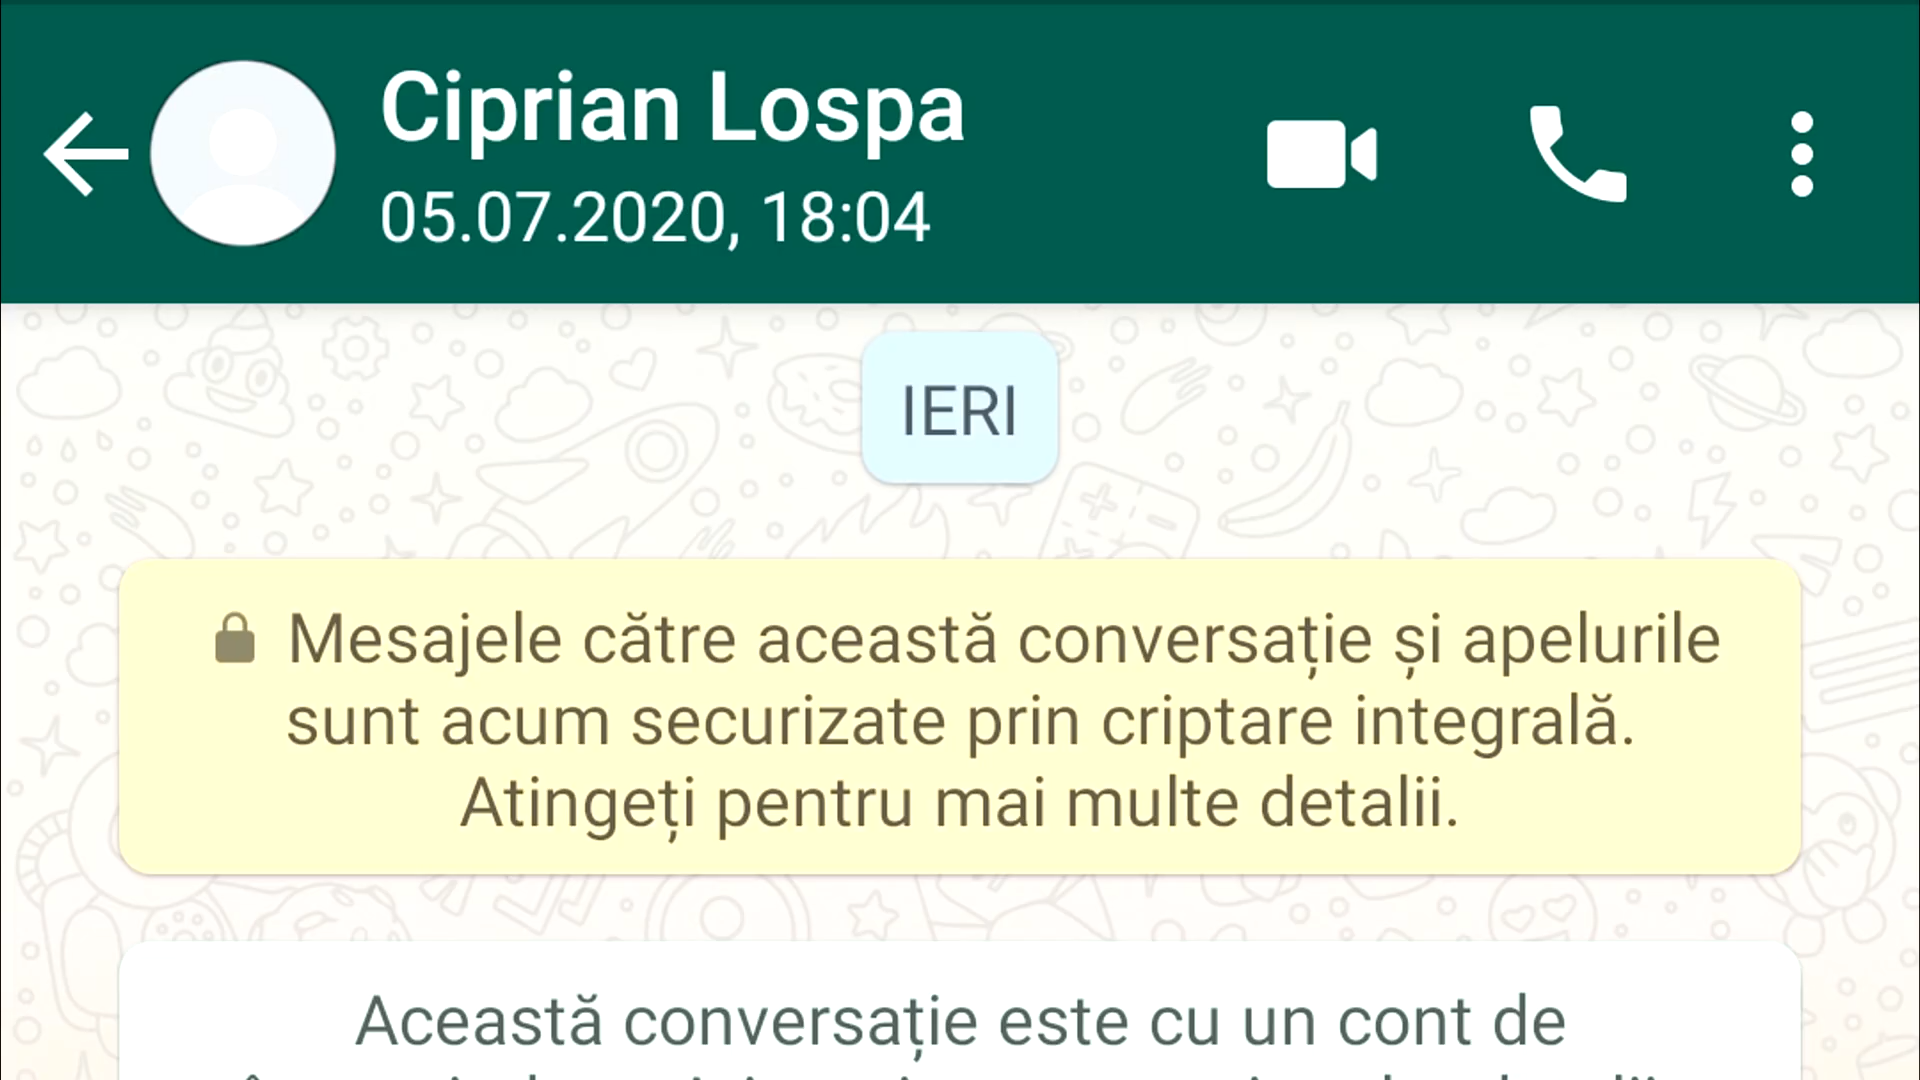 Ciprian Lospa
05.07.2020, 18:04
IERI
Mesajele către această conversație și apelurile
sunt acum securizate prin criptare integrală.
Atingeți pentru mai multe detalii.
Această conversație este cu un cont de